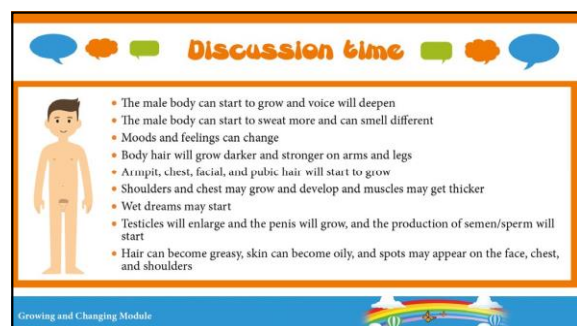 Discussion time
• The male body can start to grow and voice will deepen
• The male body can start to sweat more and can smell different
• Moods and feelings can change
• Body hair will grow darker and stronger on arms and legs
• Armpit, chest, facial, and pubic hair will start to grow
• Shoulders and chest may grow and develop and muscles may get thicker
• Wet dreams may start
• Testicles will enlarge and the penis will grow, and the production of semen/sperm will
start
• Hair can become greasy, skin can become oily, and spots may appear on the face, chest,
and shoulders
Growing and Changing Module